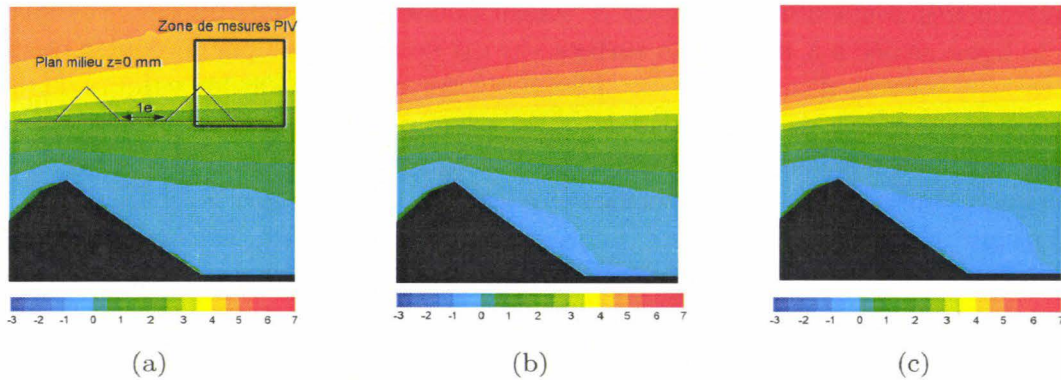 Zone de mesures PIV
Plan milieu z=0 mm
1e
-3 -2 -1 0 1 2 3 4 5 6 7
-3 -2 -1 0 1 2 3 4 5 6 7
-3 -2 -1 0 1 2 3 4 5 6 7
(a) (b) (c)